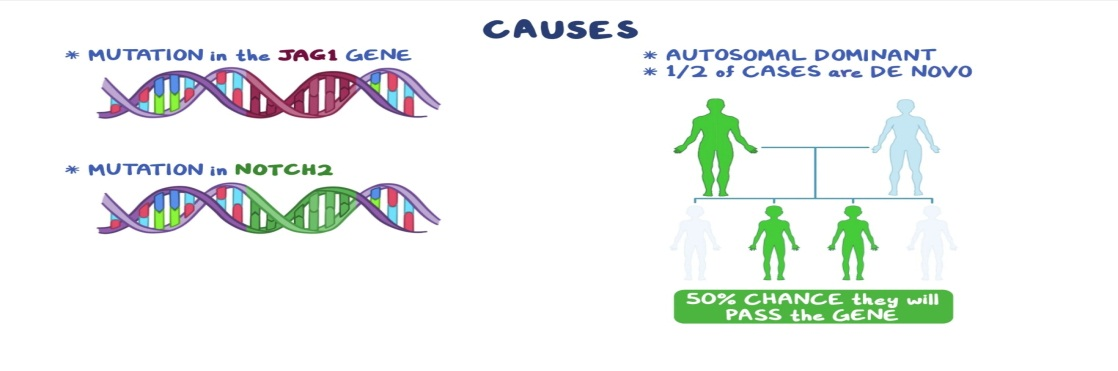 CAUSES
* MUTATION in the JAG1 GENE
* MUTATION in NOTCH2
* AUTOSOMAL DOMINANT
* 1/2 of CASES are DE NOVO
50% CHANCE they will
PASS the GENE